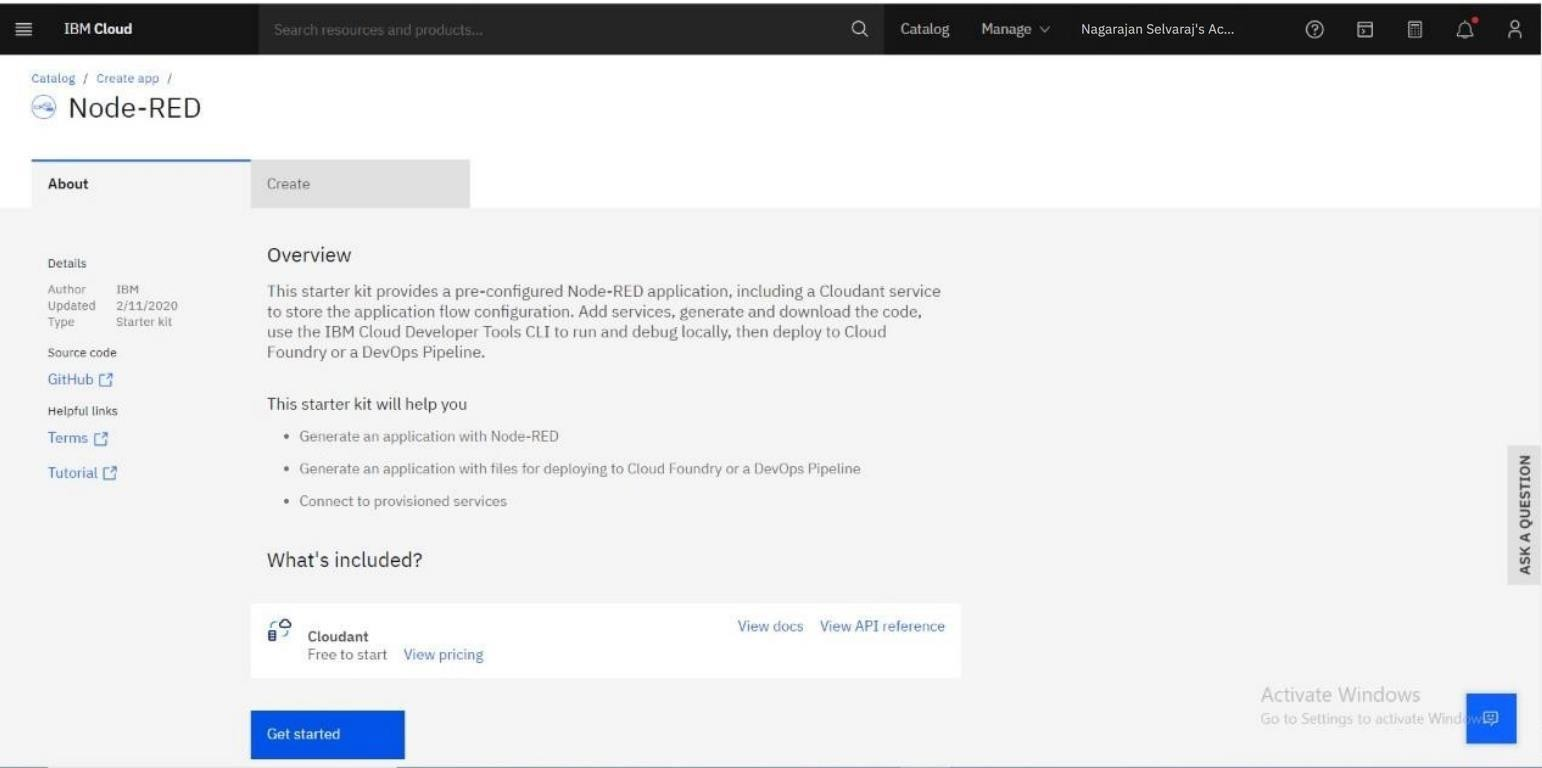 IBM Cloud
Search resources and products...
Catalog
Manage
Nagarajan Selvaraj's Ac...
Catalog / Create app /
Node-RED
About
Create
Details
Author IBM
Updated 2/11/2020
Type Starter kit
Source code
GitHub
Helpful links
Terms
Tutorial
Overview
This starter kit provides a pre-configured Node-RED application, including a Cloudant service
to store the application flow configuration. Add services, generate and download the code,
use the IBM Cloud Developer Tools CLI to run and debug locally, then deploy to Cloud
Foundry or a DevOps Pipeline.
This starter kit will help you
• Generate an application with Node-RED
• Generate an application with files for deploying to Cloud Foundry or a DevOps Pipeline
• Connect to provisioned services
What's included?
Cloudant
Free to start View pricing
View docs View API reference
Get started
ASK A QUESTION
Activate Windows
Go to Settings to activate Windows